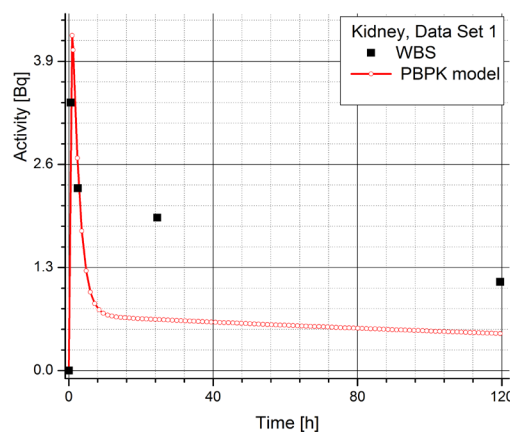 Kidney, Data Set 1
WBS
PBPK model
Activity [Bq]
3.9
2.6
1.3
0.0
0
40
80
120
Time [h]